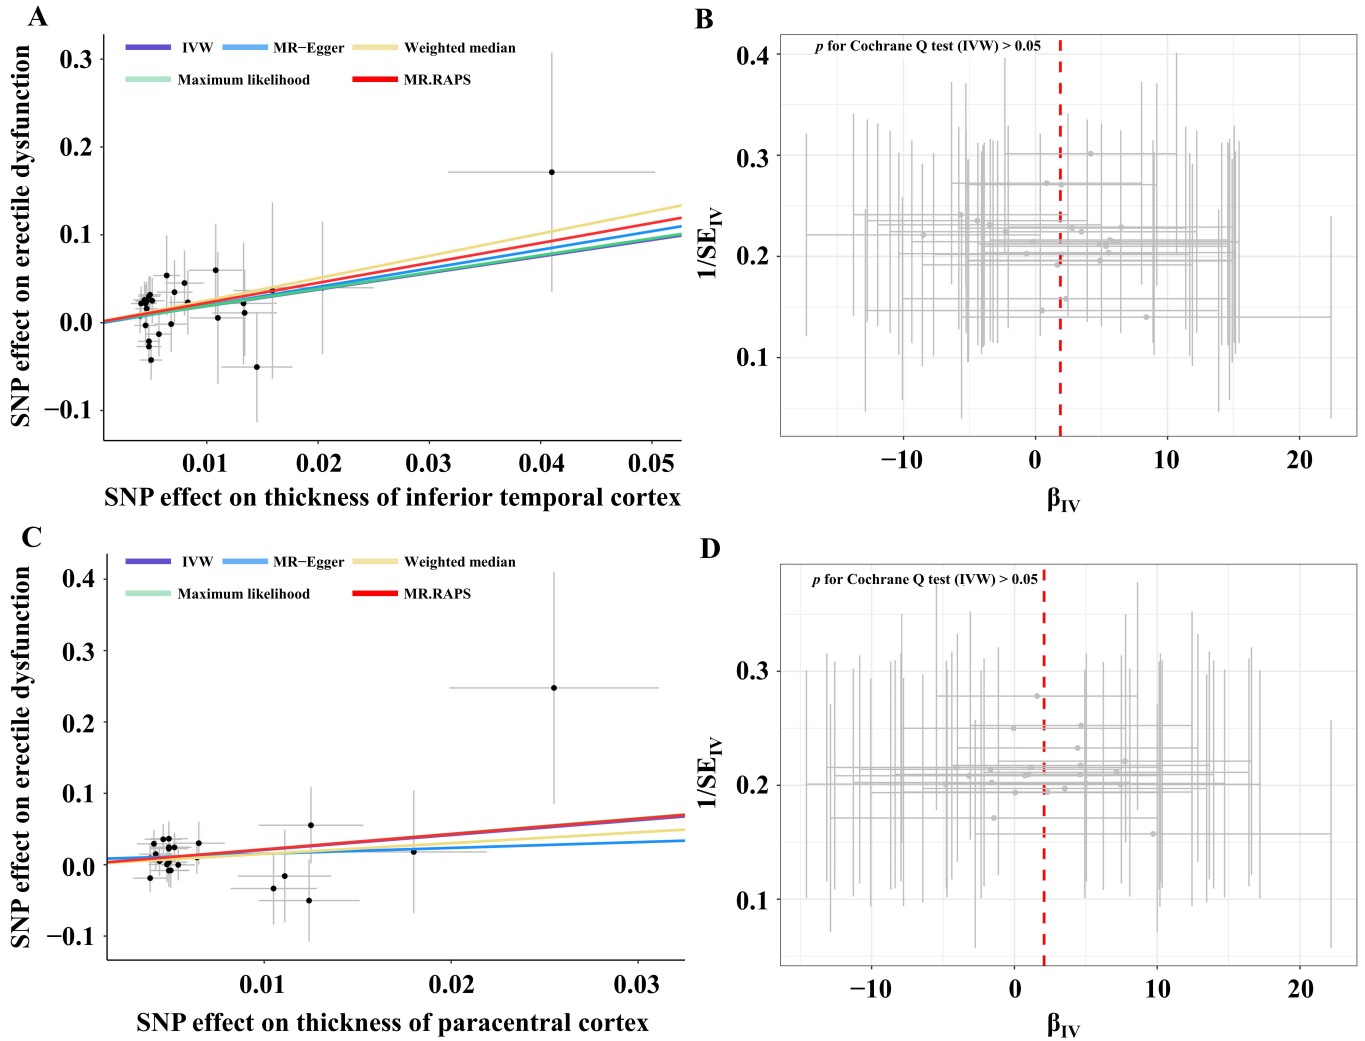 A
SNP effect on erectile dysfunction
0.3
0.2
0.1
0.0
−0.1
IVW
MR−Egger
Weighted median
Maximum likelihood
MR.RAPS
0.01
0.02
0.03
0.04
0.05
SNP effect on thickness of inferior temporal cortex
B
1/SE_IV
0.4
0.3
0.2
0.1
p for Cochrane Q test (IVW) > 0.05
−10
0
10
20
β_IV
C
SNP effect on erectile dysfunction
0.4
0.3
0.2
0.1
0.0
−0.1
IVW
MR−Egger
Weighted median
Maximum likelihood
MR.RAPS
0.01
0.02
0.03
SNP effect on thickness of paracentral cortex
D
1/SE_IV
0.3
0.2
0.1
p for Cochrane Q test (IVW) > 0.05
−10
0
10
20
β_IV